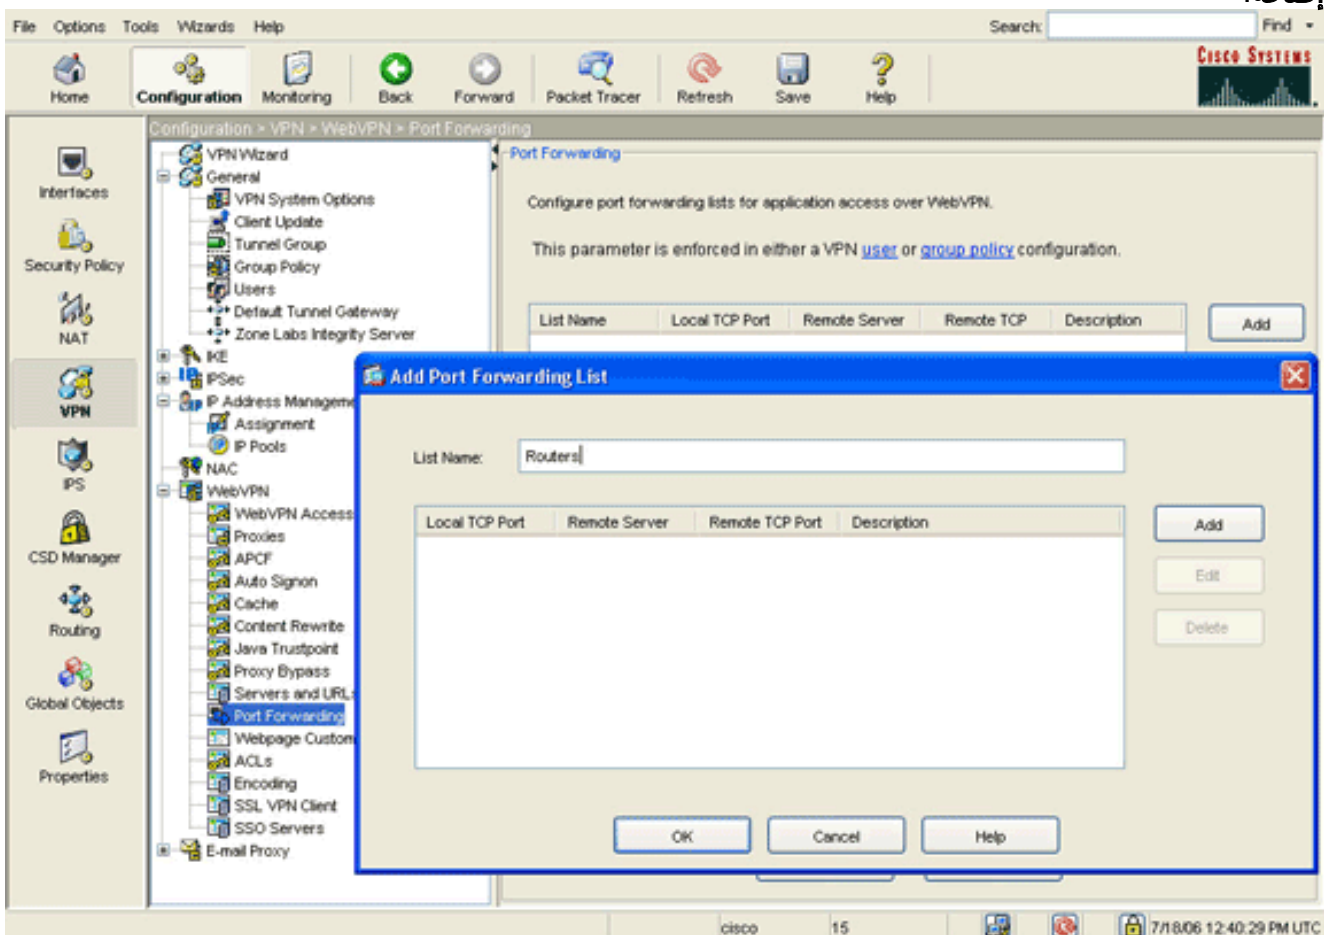 إضافة.
File Options Tools Wizards Help Search: Find
Home Configuration Monitoring Back Forward Packet Tracer Refresh Save Help
CISCO SYSTEMS
Configuration > VPN > WebVPN > Port Forwarding
Interfaces
Security Policy
NAT
VPN
IPS
CSD Manager
Routing
Global Objects
Properties
VPN Wizard
General
VPN System Options
Client Update
Tunnel Group
Group Policy
Users
Default Tunnel Gateway
Zone Labs Integrity Server
IKE
IPSec
IP Address Manageme
Assignment
IP Pools
NAC
WebVPN
WebVPN Access
Proxies
APCF
Auto Signon
Cache
Content Rewrite
Java Trustpoint
Proxy Bypass
Servers and URLs
Port Forwarding
Webpage Custom
ACLs
Encoding
SSL VPN Client
SSO Servers
E-mail Proxy
Port Forwarding
Configure port forwarding lists for application access over WebVPN.
This parameter is enforced in either a VPN user or group policy configuration.
List Name Local TCP Port Remote Server Remote TCP Description
Add
Add Port Forwarding List
List Name: Routers
Local TCP Port Remote Server Remote TCP Port Description
Add
Edit
Delete
OK Cancel Help
cisco 15 7/18/06 12:40:29 PM UTC